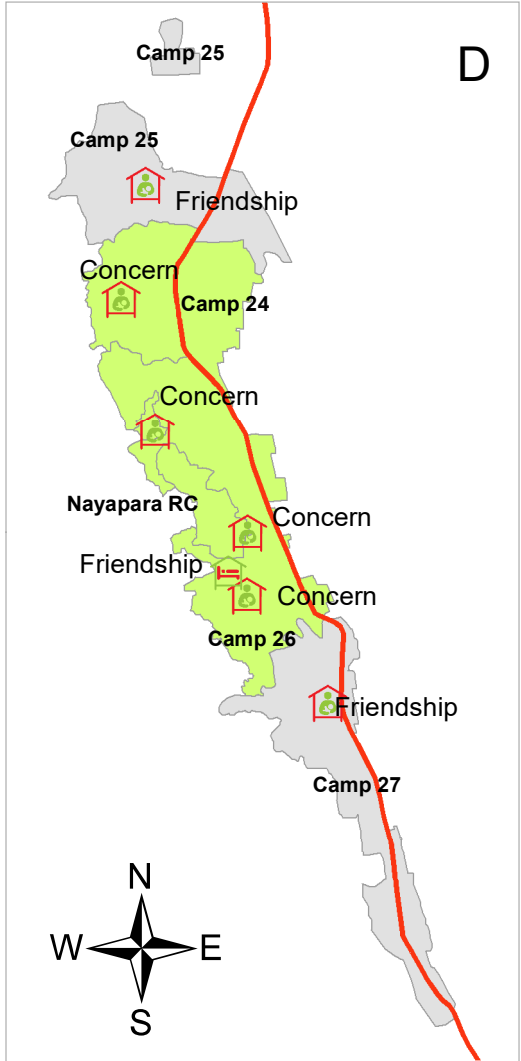 Camp 25
D
Camp 25
Friendship
Concern
Camp 24
Concern
Nayapara RC
Concern
Friendship
Concern
Camp 26
Friendship
Camp 27
N
W
E
S